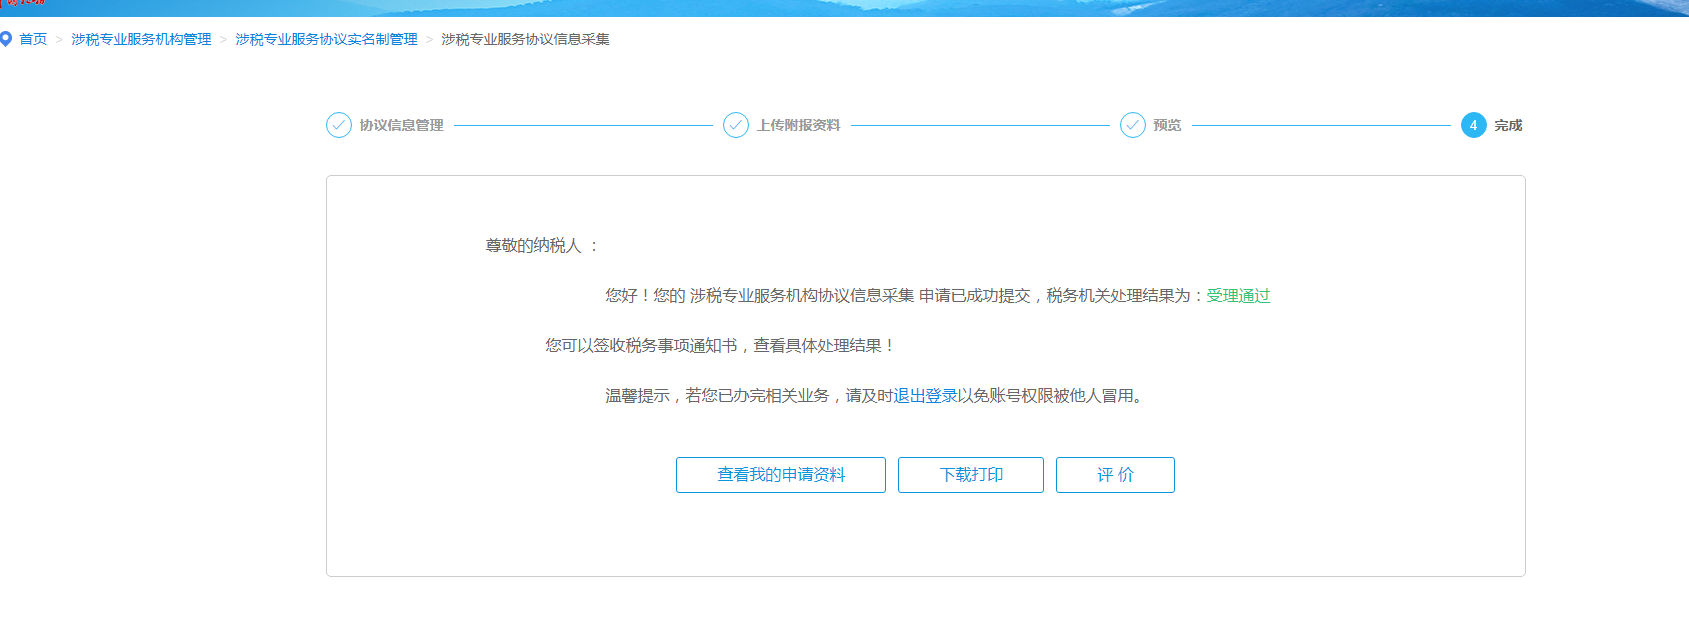 首页 > 涉税专业服务机构管理 > 涉税专业服务协议实名制管理 > 涉税专业服务协议信息采集
协议信息管理 上传附报资料 预览 4 完成
尊敬的纳税人 ：
您好！您的 涉税专业服务机构协议信息采集 申请已成功提交，税务机关处理结果为：受理通过
您可以签收税务事项通知书，查看具体处理结果！
温馨提示，若您已办完相关业务，请及时退出登录以免账号权限被他人冒用。
查看我的申请资料 下载打印 评 价